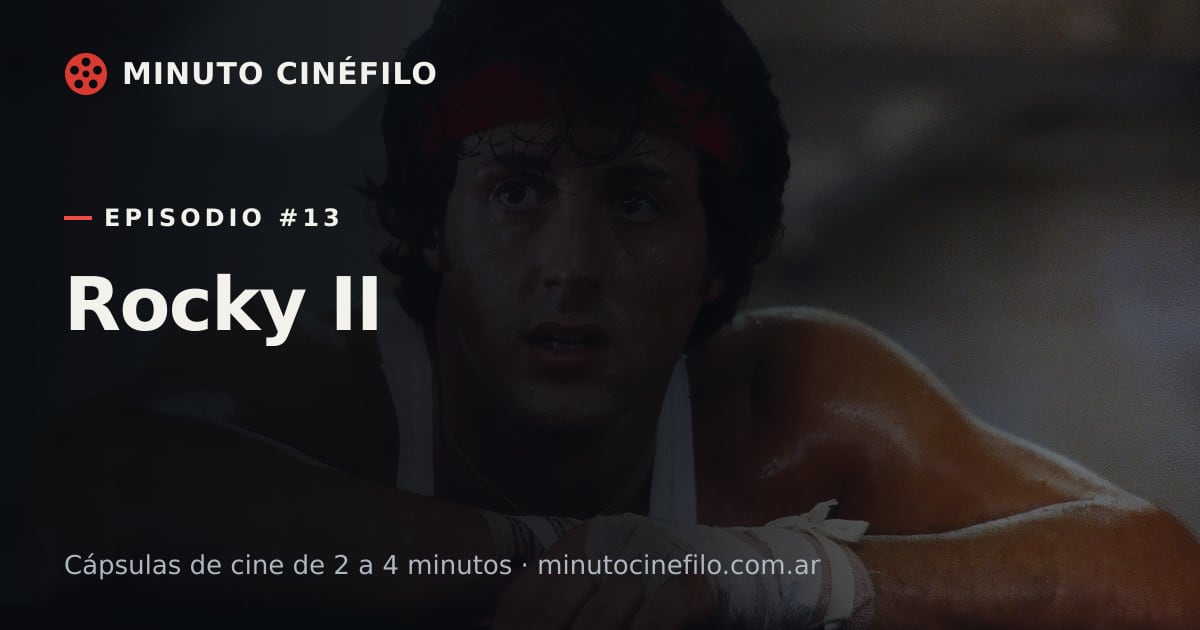 MINUTO CINÉFILO
EPISODIO #13
Rocky II
Cápsulas de cine de 2 a 4 minutos · minutocinefilo.com.ar